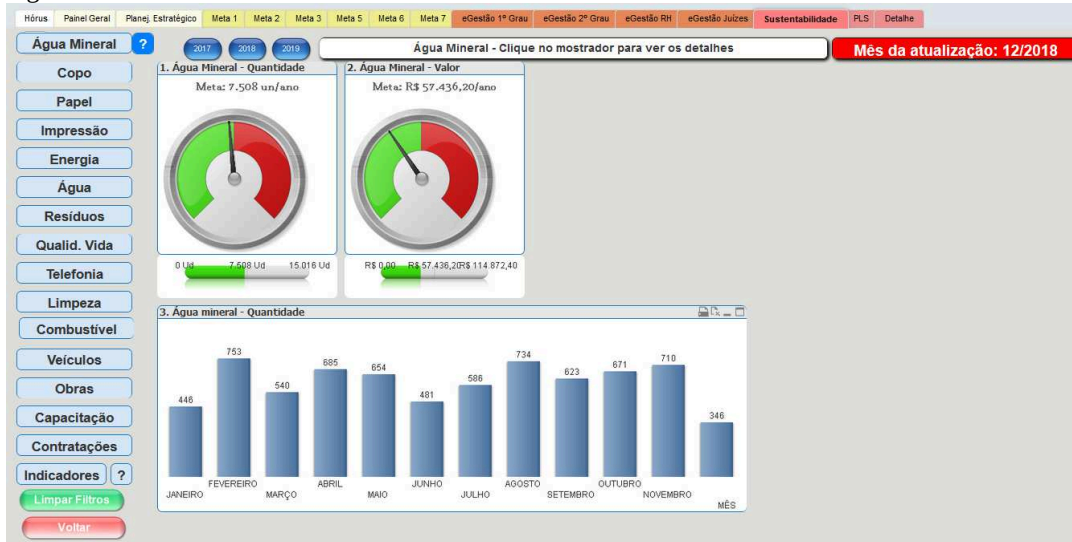 Hórus Painel Geral Planej. Estratégico Meta 1 Meta 2 Meta 3 Meta 5 Meta 6 Meta 7 eGestão 1º Grau eGestão 2º Grau eGestão RH eGestão Juízes Sustentabilidade PLS Detalhe
Água Mineral ?
2017 2018 2019
Água Mineral - Clique no mostrador para ver os detalhes
Mês da atualização: 12/2018
Copo
Papel
Impressão
Energia
Água
Resíduos
Qualid. Vida
Telefonia
Limpeza
Combustível
Veículos
Obras
Capacitação
Contratações
Indicadores ?
Limpar Filtros
Voltar
1. Água Mineral - Quantidade
Meta: 7.508 un/ano
0 Ud 7.508 Ud 15.016 Ud
2. Água Mineral - Valor
Meta: R$ 57.436,20/ano
R$ 0,00 R$ 57.436,20 R$ 114.872,40
3. Água mineral - Quantidade
446 753 540 685 654 481 586 734 623 671 710 346
JANEIRO FEVEREIRO MARÇO ABRIL MAIO JUNHO JULHO AGOSTO SETEMBRO OUTUBRO NOVEMBRO
MÊS